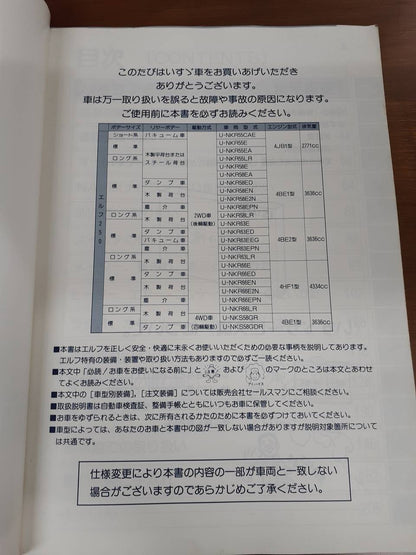 このたびはいすゞ車をお買いあげいただき
ありがとうございます。
車は万一取り扱いを誤ると故障や事故の原因になります。
ご使用前に本書を必ずお読みください。
ボデーサイズ リヤーボデー 駆動方式 車両型式 エンジン型式 排気量
エルフ250
ショート系 バキューム車 U-NKR55CAE
標準 木製平荷台または スチール荷台 U-NKR55E 4JB1型 2771cc
U-NKR55EA
ロング系 U-NKR55LR
標準 U-NKR58E
U-NKR58EA
ダンプ車 U-NKR58ED
木製荷台 U-NKR58EN 4BE1型 3636cc
U-NKR58E2N
塵介車 U-NKR58EPN
ロング系 木製荷台 2WD車 (後輪駆動) U-NKR58LR
標準 U-NKR63E
ダンプ車 U-NKR63ED
バキューム車 U-NKR63EEG 4BE2型 3636cc
塵介車 U-NKR63EPN
ロング系 木製荷台 U-NKR63LR
標準 U-NKR66E
ダンプ車 U-NKR66ED
木製荷台 U-NKR66EN
U-NKR66E2N 4HF1型 4334cc
塵介車 U-NKR66EPN
ロング系 木製荷台 U-NKR66LR
標準 4WD車 U-NKS58GR
ダンプ車 (四輪駆動) U-NKS58GDR 4BE1型 3636cc
■本書はエルフを正しく安全・快適に末永くお使いいただくための必要な事柄を説明してあります。
エルフ特有の装備・装置や取り扱い方法もありますので必ずご一読ください。
■本文中「必読/お車をお使いになる前に」と および のマークのところは本文とあわせ
てよくお読みください。
■本文中の[車型別装備]、[注文装備]については販売会社セールスマンにご相談ください。
■取扱説明書は自動車検査証、整備手帳とともにいつもお車に保管してください。
■お車をゆずられるときは、次に所有されるかたのために本書を必ずつけておいてください。
■車型によっては、あなたのお車と本書中の図が一致しない場合がありますが説明対象箇所について
は共通です。
仕様変更により本書の内容の一部が車両と一致しない
場合がございますのであらかじめご了承ください。